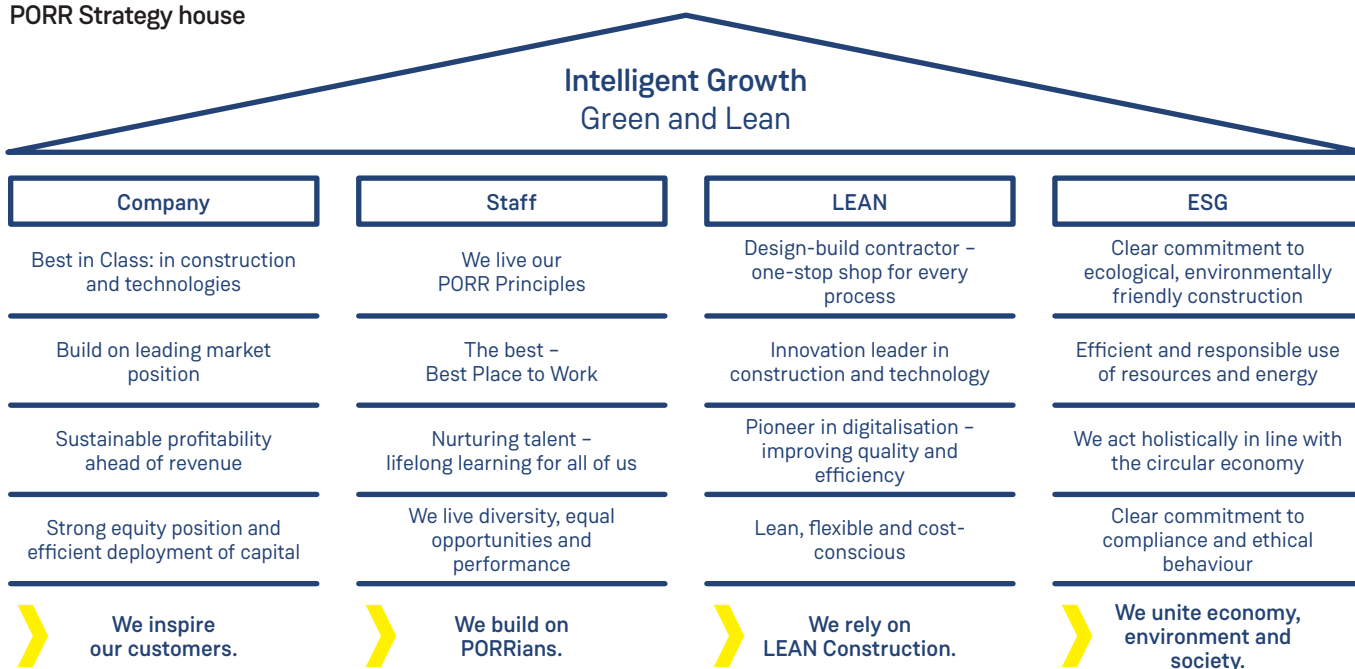 PORR Strategy house
Intelligent Growth
Green and Lean
Company
Best in Class: in construction
and technologies
Build on leading market
position
Sustainable profitability
ahead of revenue
Strong equity position and
efficient deployment of capital
We inspire
our customers.
Staff
We live our
PORR Principles
The best –
Best Place to Work
Nurturing talent –
lifelong learning for all of us
We live diversity, equal
opportunities and
performance
We build on
PORRians.
LEAN
Design-build contractor –
one-stop shop for every
process
Innovation leader in
construction and technology
Pioneer in digitalisation –
improving quality and
efficiency
Lean, flexible and cost-
conscious
We rely on
LEAN Construction.
ESG
Clear commitment to
ecological, environmentally
friendly construction
Efficient and responsible use
of resources and energy
We act holistically in line with
the circular economy
Clear commitment to
compliance and ethical
behaviour
We unite economy,
environment and
society.